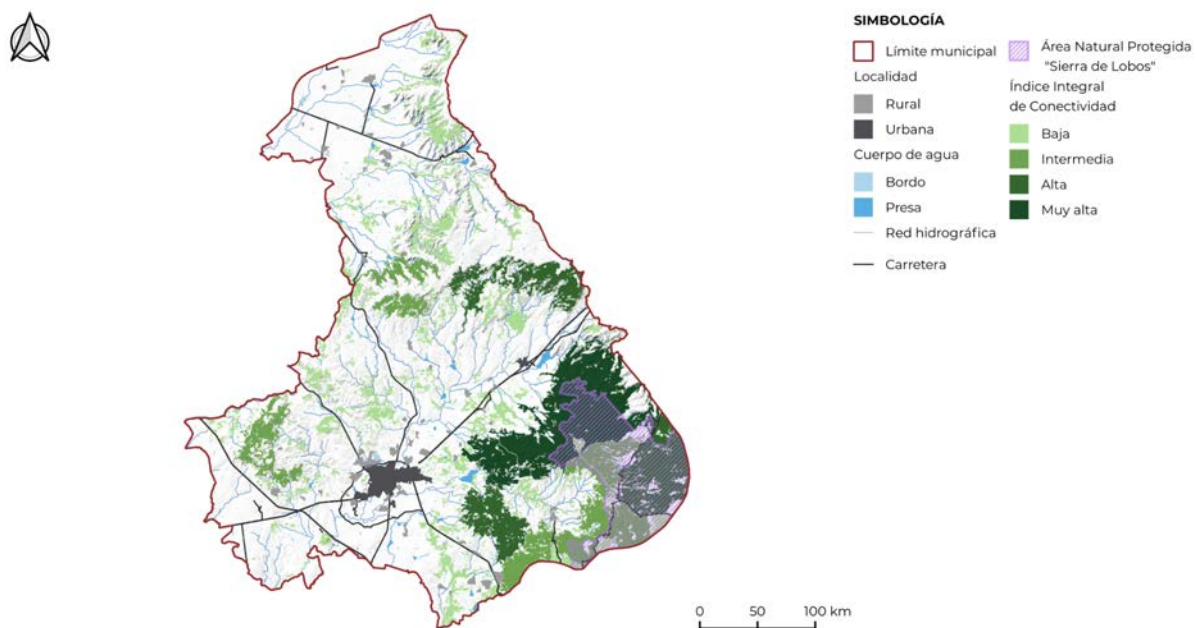 SIMBOLOGÍA
Límite municipal
Localidad
Rural
Urbana
Cuerpo de agua
Bordo
Presa
Red hidrográfica
Carretera
Área Natural Protegida
"Sierra de Lobos"
Índice Integral
de Conectividad
Baja
Intermedia
Alta
Muy alta
0 50 100 km